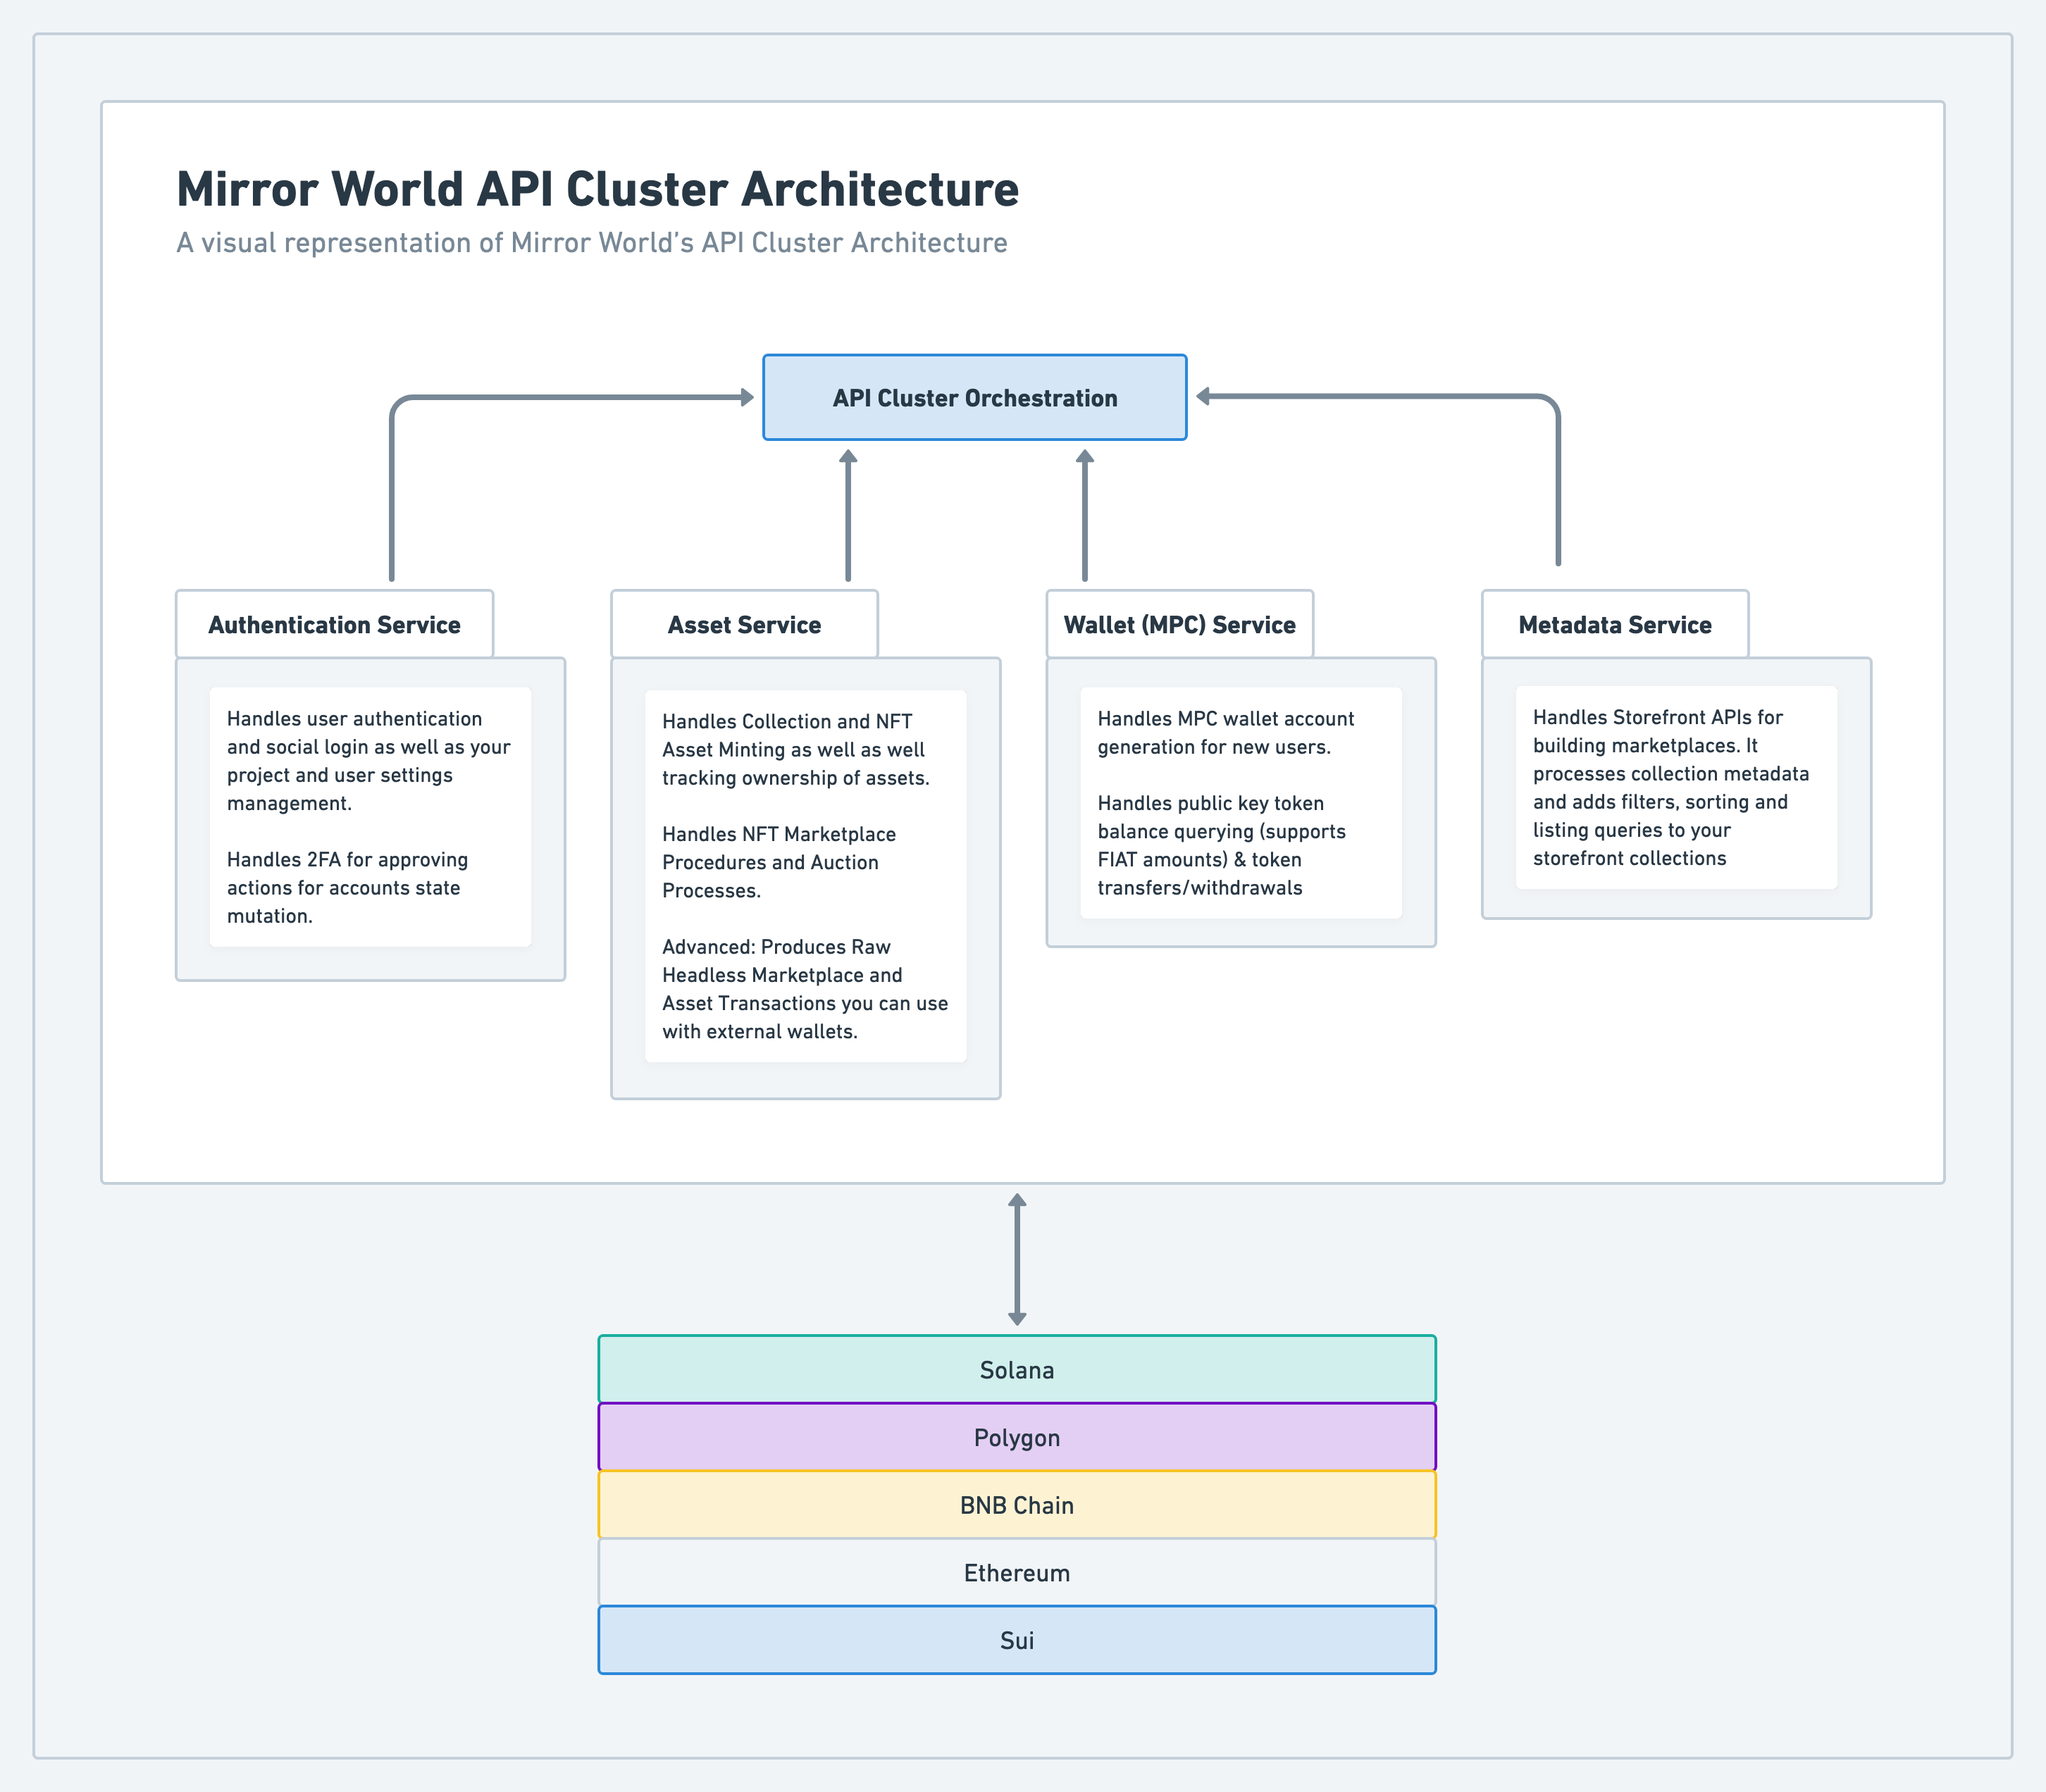 Mirror World API Cluster Architecture
A visual representation of Mirror World’s API Cluster Architecture
API Cluster Orchestration
Authentication Service
Handles user authentication
and social login as well as your
project and user settings
management.
Handles 2FA for approving
actions for accounts state
mutation.
Asset Service
Handles Collection and NFT
Asset Minting as well as well
tracking ownership of assets.
Handles NFT Marketplace
Procedures and Auction
Processes.
Advanced: Produces Raw
Headless Marketplace and
Asset Transactions you can use
with external wallets.
Wallet (MPC) Service
Handles MPC wallet account
generation for new users.
Handles public key token
balance querying (supports
FIAT amounts) & token
transfers/withdrawals
Metadata Service
Handles Storefront APIs for
building marketplaces. It
processes collection metadata
and adds filters, sorting and
listing queries to your
storefront collections
Solana
Polygon
BNB Chain
Ethereum
Sui